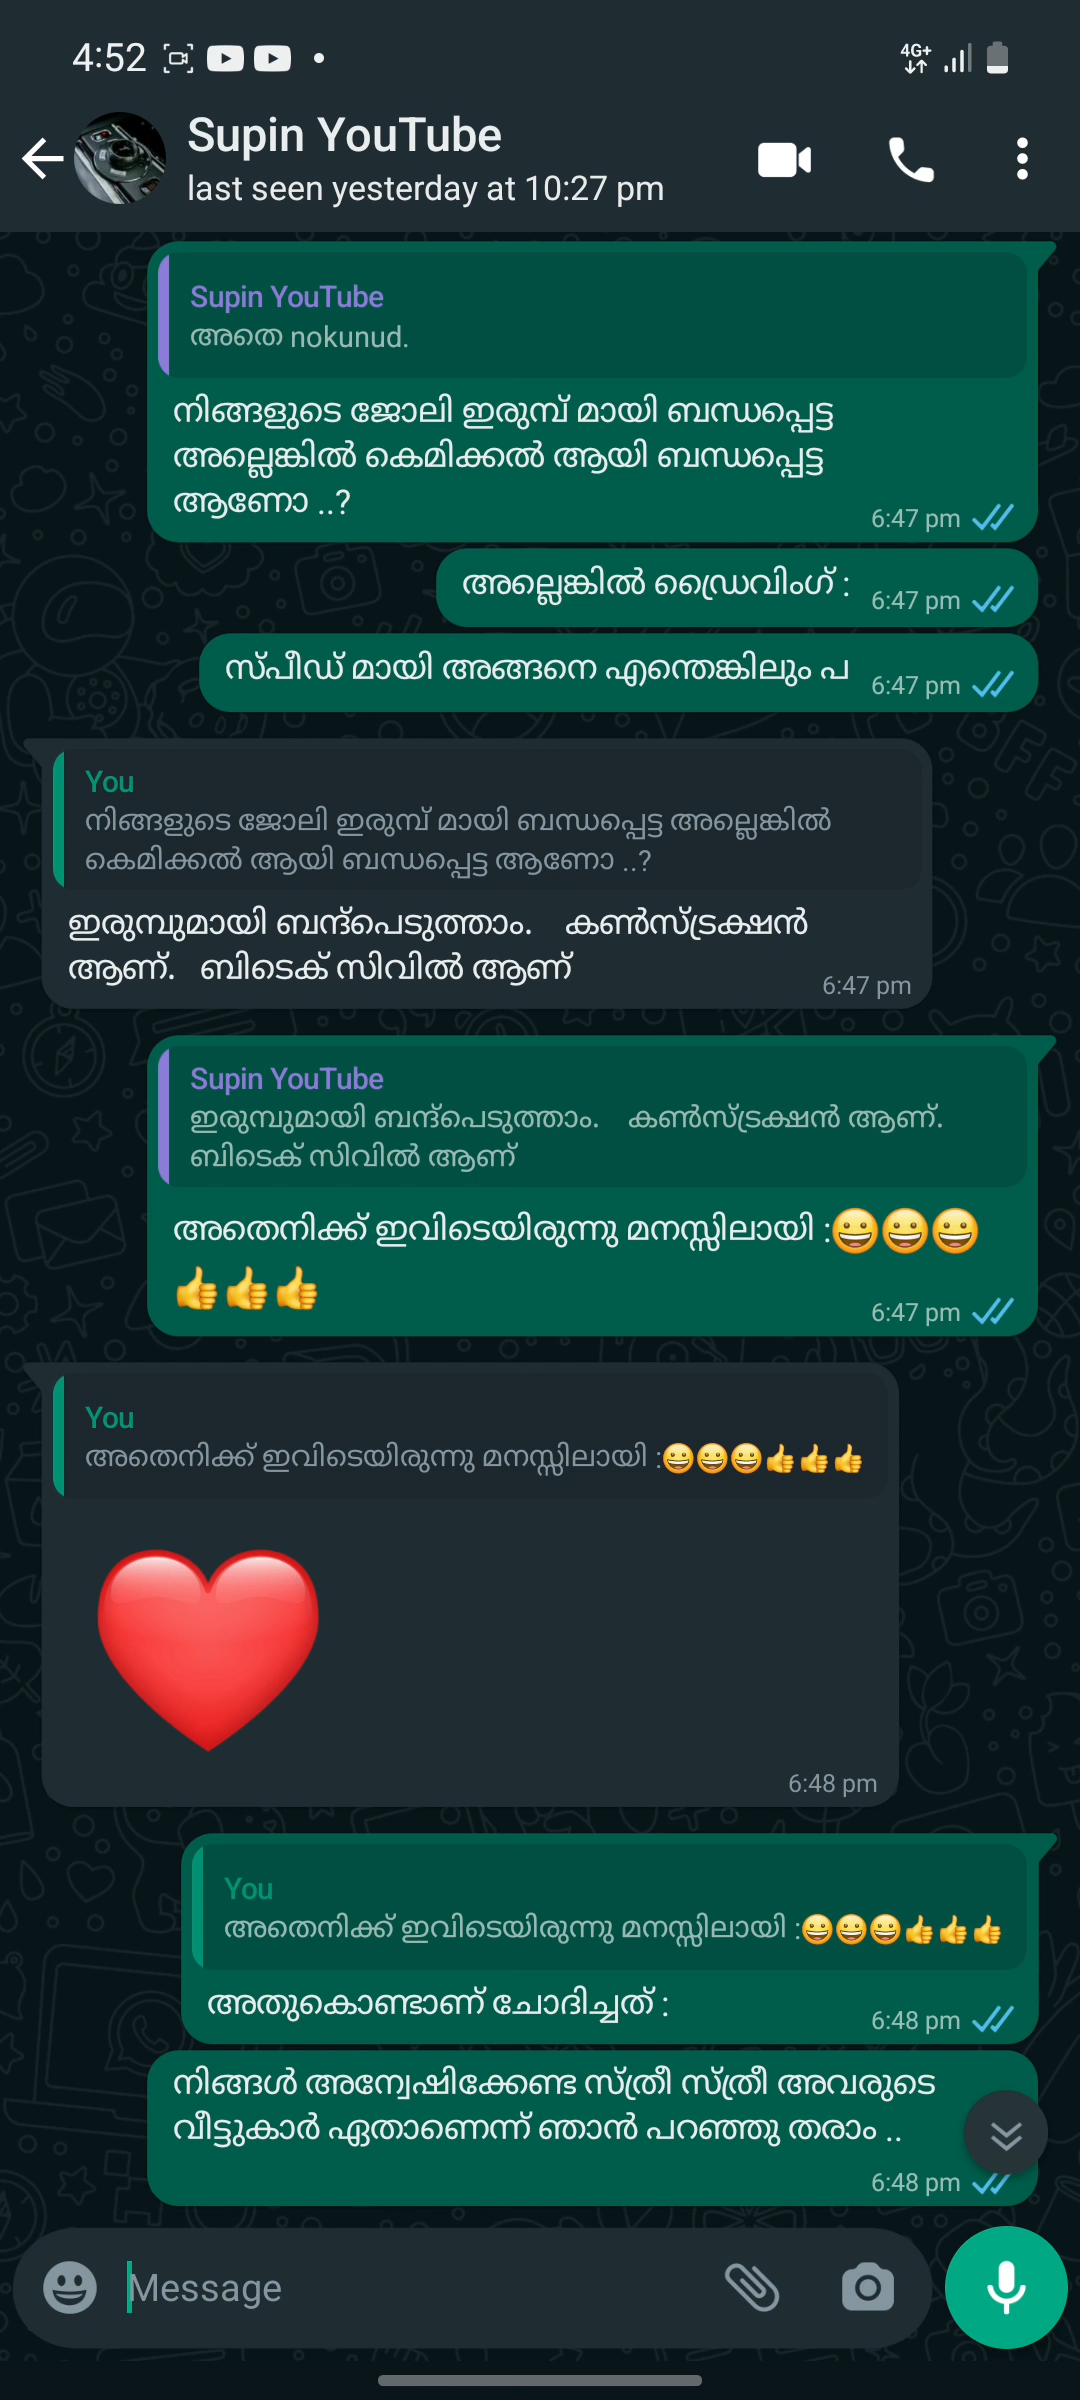 4:52
4G+
Supin YouTube
last seen yesterday at 10:27 pm
Supin YouTube
അതെ nokunud.
നിങ്ങളുടെ ജോലി ഇരുമ്പ് മായി ബന്ധപ്പെട്ട
അല്ലെങ്കിൽ കെമിക്കൽ ആയി ബന്ധപ്പെട്ട
ആണോ ..?
6:47 pm
അല്ലെങ്കിൽ ഡ്രൈവിംഗ് :
6:47 pm
സ്പീഡ് മായി അങ്ങനെ എന്തെങ്കിലും പ
6:47 pm
You
നിങ്ങളുടെ ജോലി ഇരുമ്പ് മായി ബന്ധപ്പെട്ട അല്ലെങ്കിൽ
കെമിക്കൽ ആയി ബന്ധപ്പെട്ട ആണോ ..?
ഇരുമ്പുമായി ബന്ദ്പെടുത്താം. കൺസ്ട്രക്ഷൻ
ആണ്. ബിടെക് സിവിൽ ആണ്
6:47 pm
Supin YouTube
ഇരുമ്പുമായി ബന്ദ്പെടുത്താം. കൺസ്ട്രക്ഷൻ ആണ്.
ബിടെക് സിവിൽ ആണ്
അതെനിക്ക് ഇവിടെയിരുന്നു മനസ്സിലായി :😀😀😀
👍👍👍
6:47 pm
You
അതെനിക്ക് ഇവിടെയിരുന്നു മനസ്സിലായി :😀😀😀👍👍👍
6:48 pm
You
അതെനിക്ക് ഇവിടെയിരുന്നു മനസ്സിലായി :😀😀😀👍👍👍
അതുകൊണ്ടാണ് ചോദിച്ചത് :
6:48 pm
നിങ്ങൾ അന്വേഷിക്കേണ്ട സ്ത്രീ സ്ത്രീ അവരുടെ
വീട്ടുകാർ ഏതാണെന്ന് ഞാൻ പറഞ്ഞു തരാം ..
6:48 pm
Message